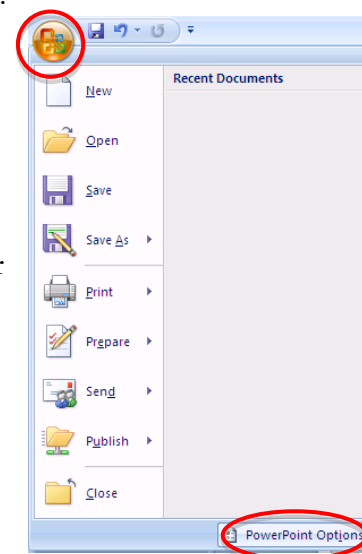 .
Recent Documents
New
Open
Save
Save As
r
Print
Prepare
Send
Publish
Close
PowerPoint Options